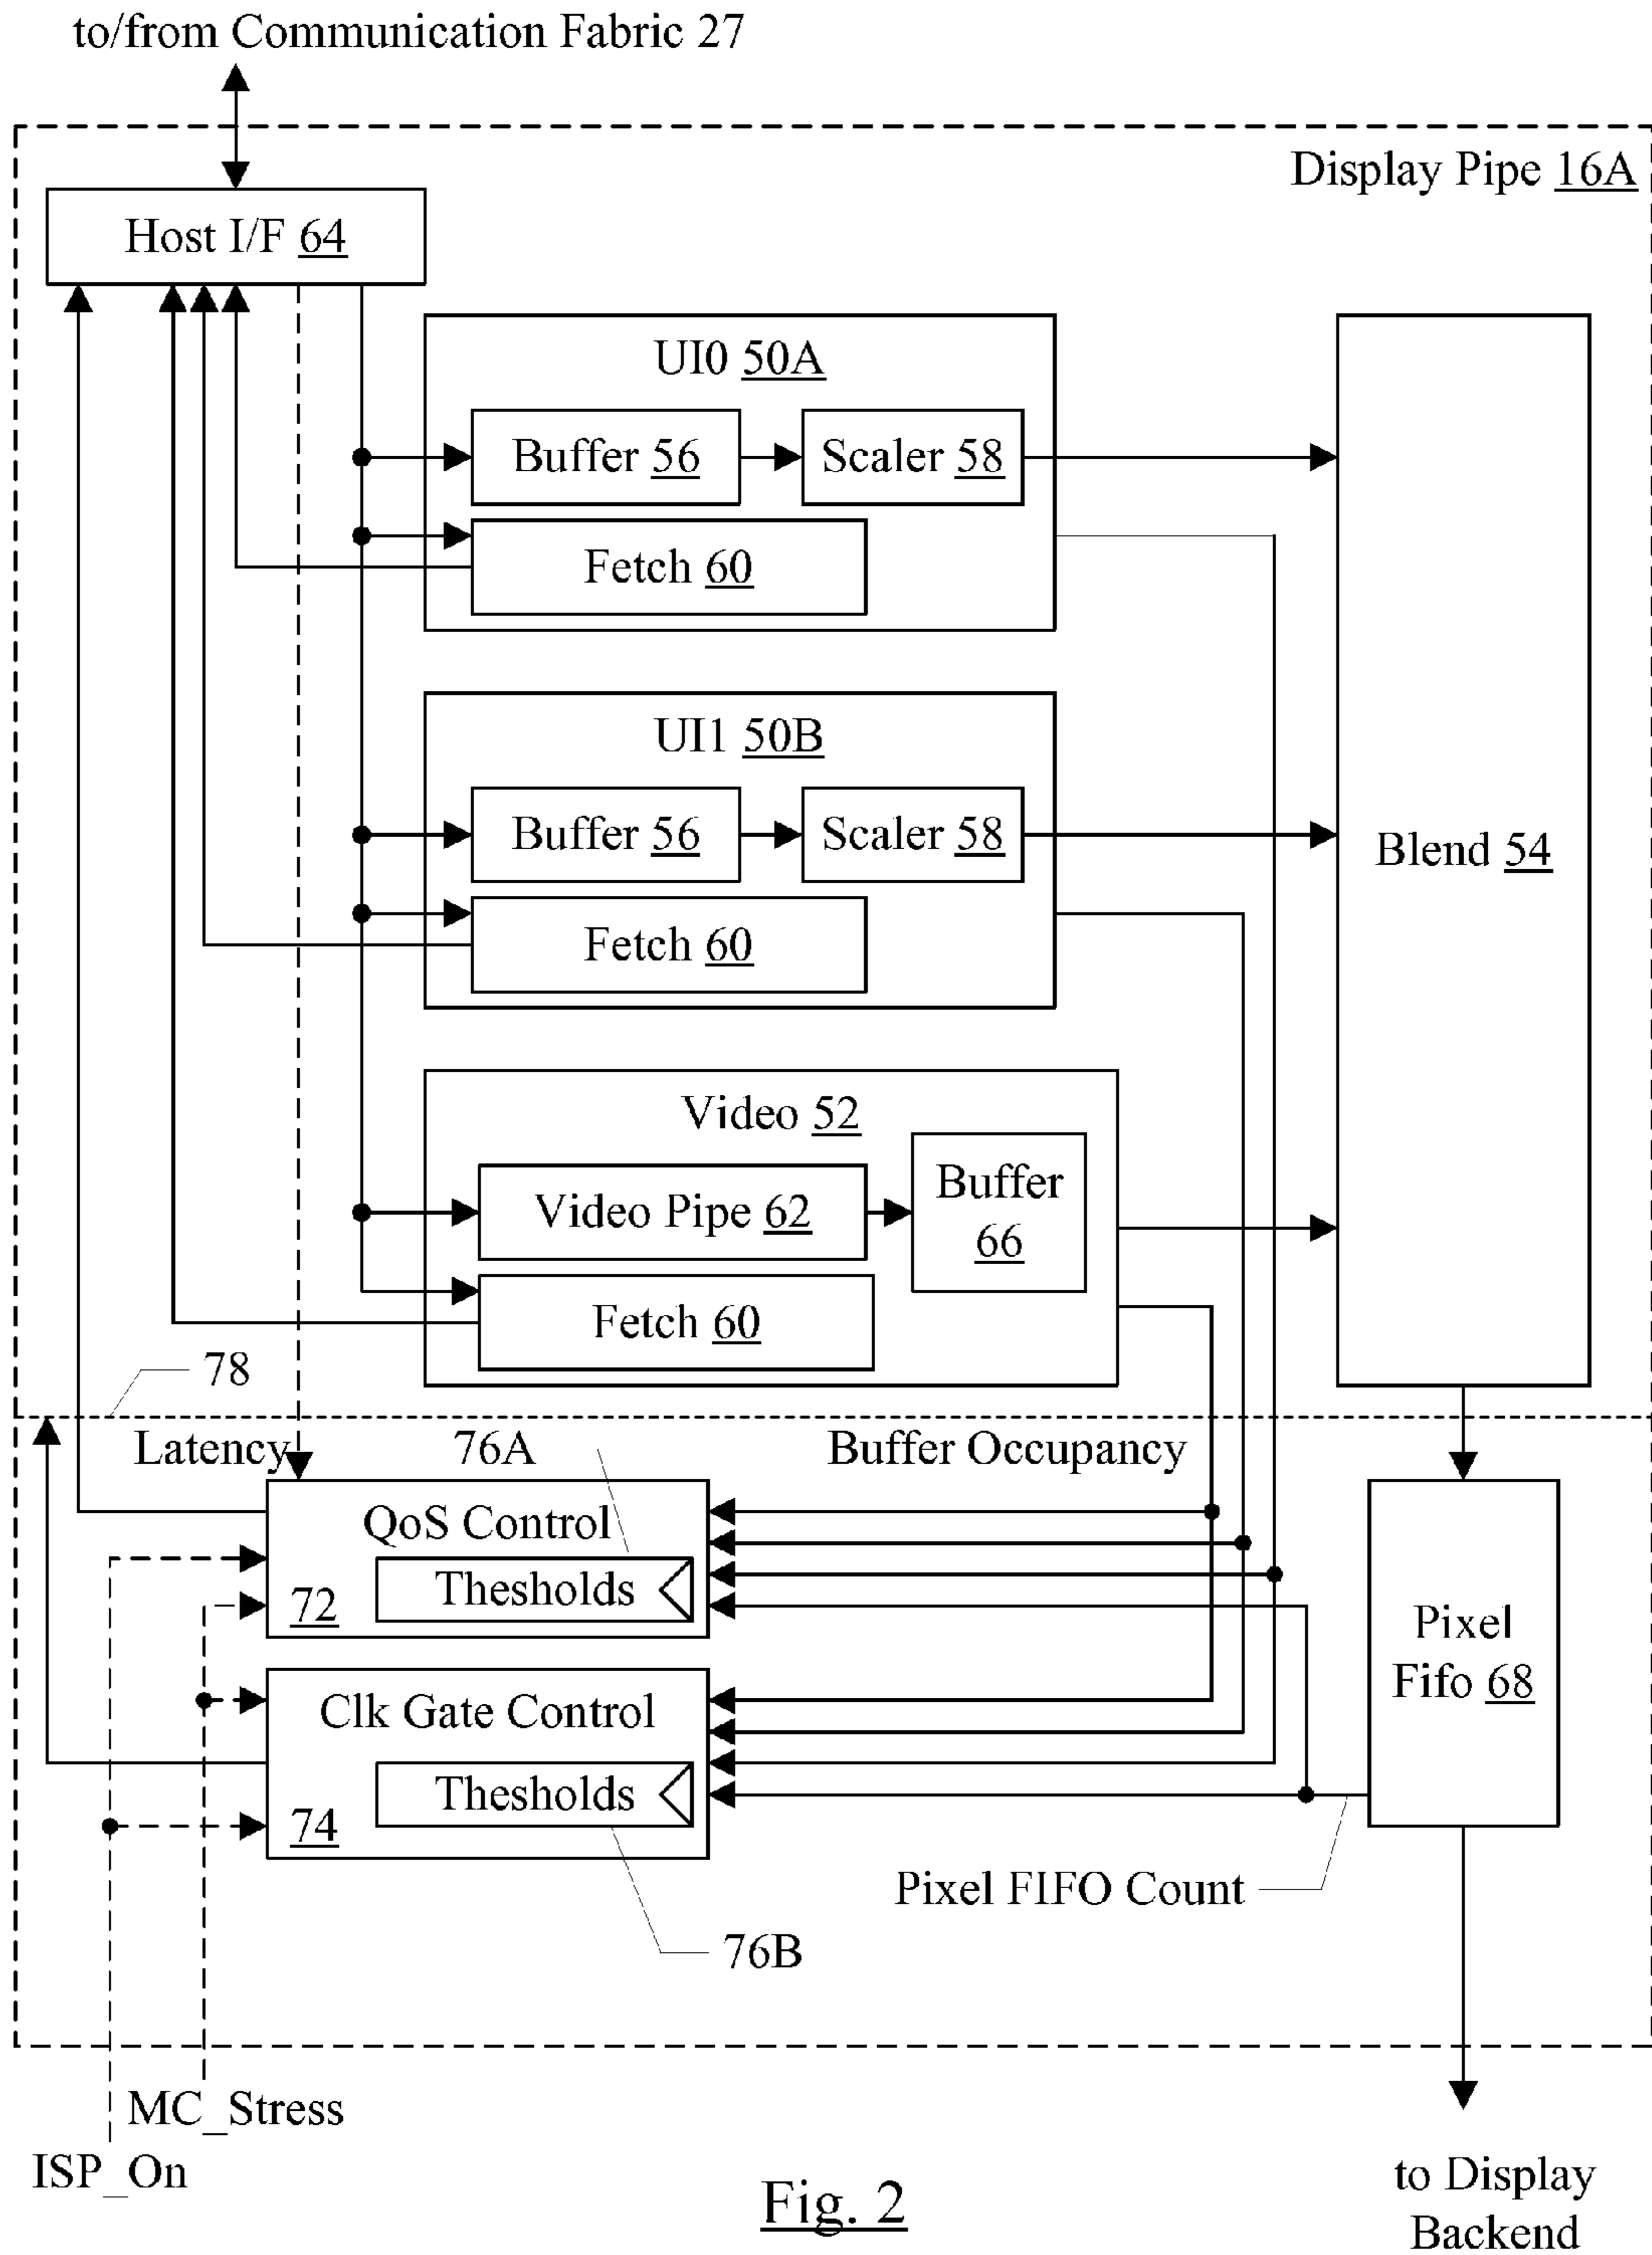 to/from Communication Fabric 27
Display Pipe 16A
Host I/F 64
UI0 50A
Buffer 56
Scaler 58
Fetch 60
UI1 50B
Buffer 56
Scaler 58
Fetch 60
Blend 54
Video 52
Video Pipe 62
Buffer
66
Fetch 60
78
Latency
76A
Buffer Occupancy
QoS Control
Thesholds
72
Pixel
Fifo 68
Clk Gate Control
Thesholds
74
Pixel FIFO Count
76B
MC_Stress
ISP_On
to Display
Backend
Fig. 2